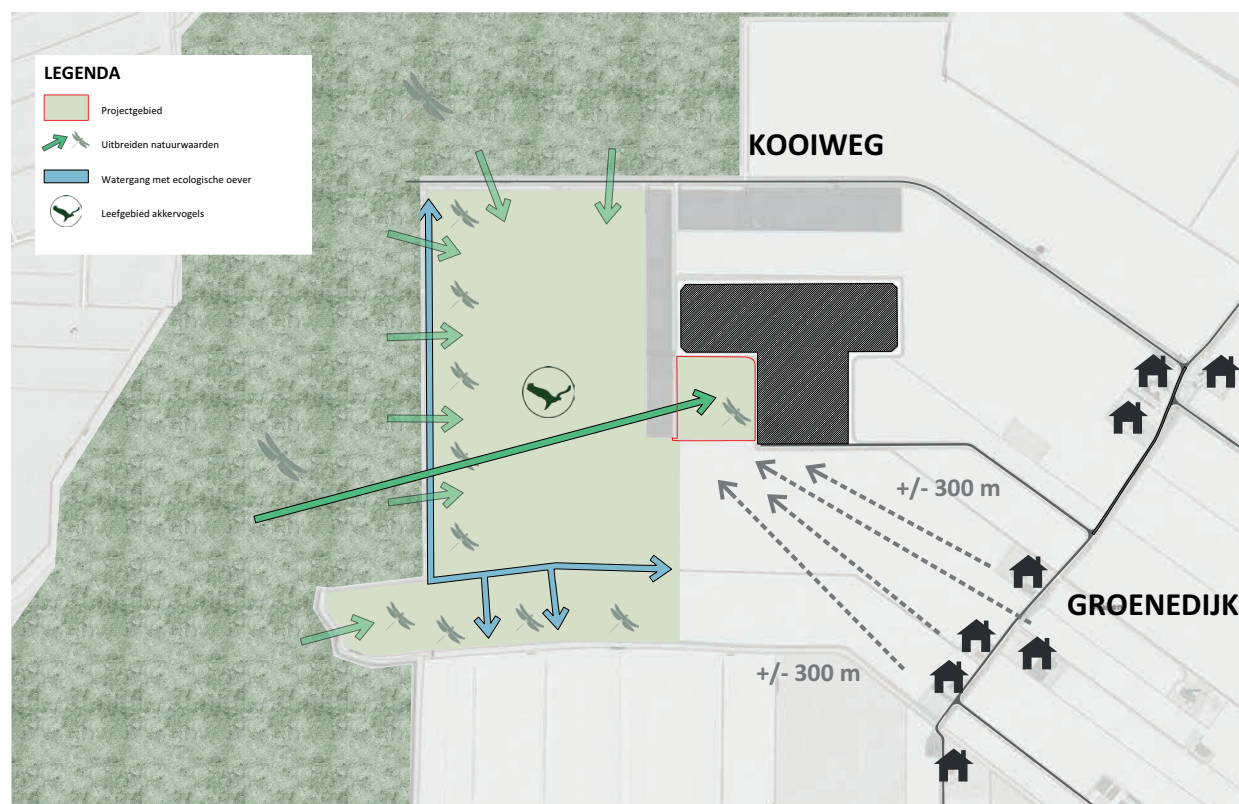 LEGENDA
Projectgebied
Uitbreiden natuurwaarden
Watergang met ecologische oever
Leefgebied akkervogels
KOOIWEG
+/- 300 m
GROENEDIJK
+/- 300 m